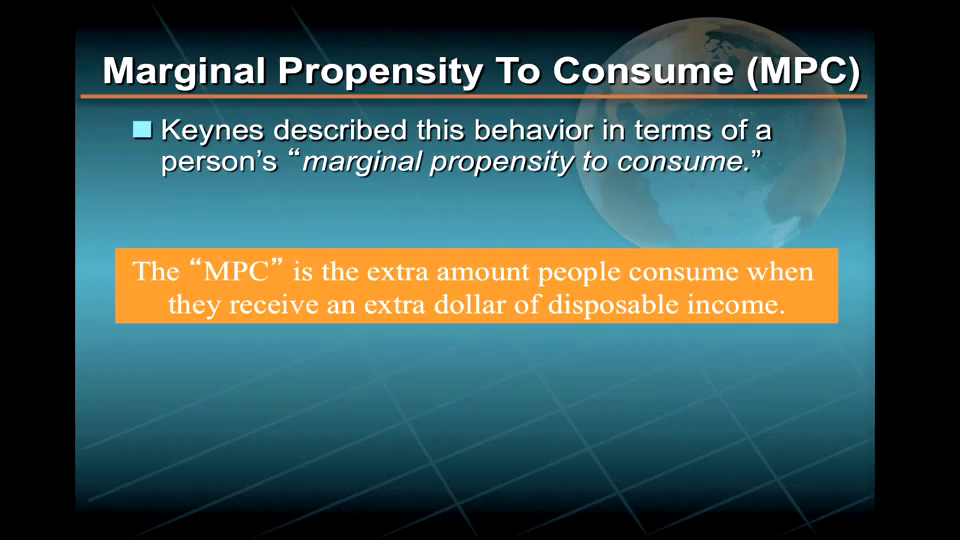 Marginal Propensity To Consume (MPC)
Keynes described this behavior in terms of a
person’s “marginal propensity to consume.”
The “MPC” is the extra amount people consume when
they receive an extra dollar of disposable income.